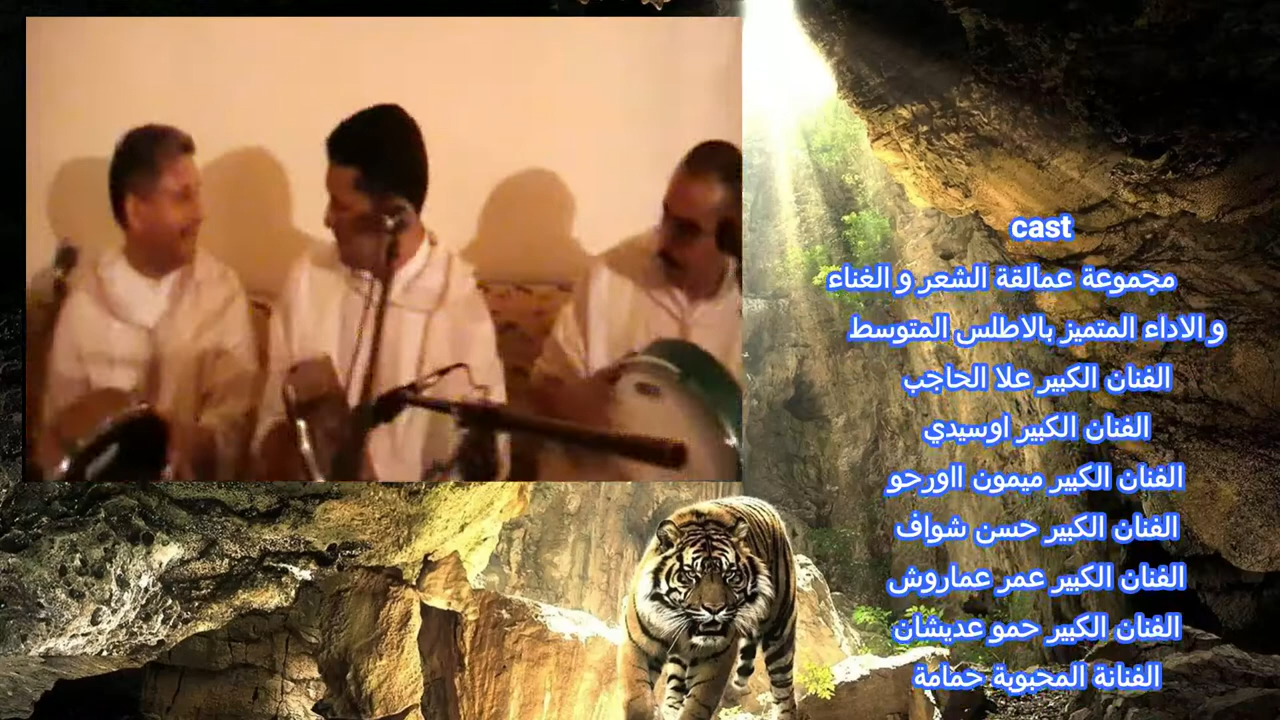 cast
مجموعة عمالقة الشعر و الغناء
و الاداء المتميز بالاطلس المتوسط
الفنان الكبير علا الحاجب
الفنان الكبير اوسيدي
الفنان الكبير ميمون ااورحو
الفنان الكبير حسن شواف
الفنان الكبير عمر عماروش
الفنان الكبير حمو عديشان
الفنانة المحبوبة حمامة